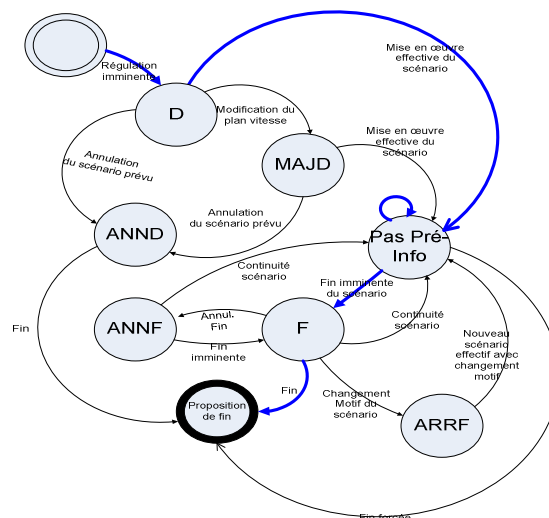 Mise en œuvre
effective du
scénario
Régulation
imminente
D
Modification du
plan vitesse
Mise en œuvre
effective du
scénario
MAJD
Annulation
du scénario prévu
Annulation
du scénario prévu
ANND
Pas Pré-
Info
Continuité
scénario
Fin imminente
du scenario
Annul.
Fin
Continuité
scénario
Fin
ANNF
F
Fin
imminente
Nouveau
scénario
effectif avec
changement
motif
Fin
Changement
Motif du
scénario
Proposition
de fin
ARRF
Fin forcée